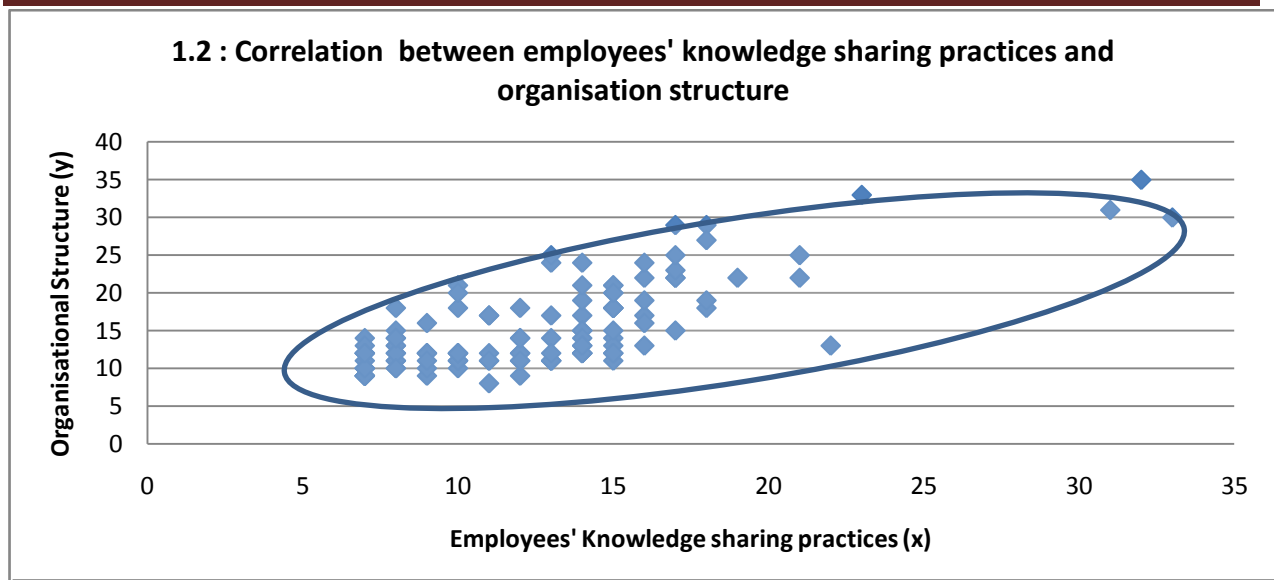 1.2 : Correlation between employees' knowledge sharing practices and
organisation structure
Organisational Structure (y)
40
35
30
25
20
15
10
5
0
0 5 10 15 20 25 30 35
Employees' Knowledge sharing practices (x)